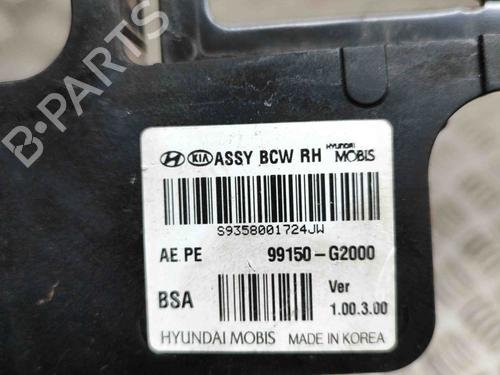 B-PARTS
HYUNDAI KIA ASSY BCW RH HYUNDAI MOBIS
S9358001724JW
AE PE 99150-G2000
BSA Ver 1.00.3.00
HYUNDAI MOBIS MADE IN KOREA